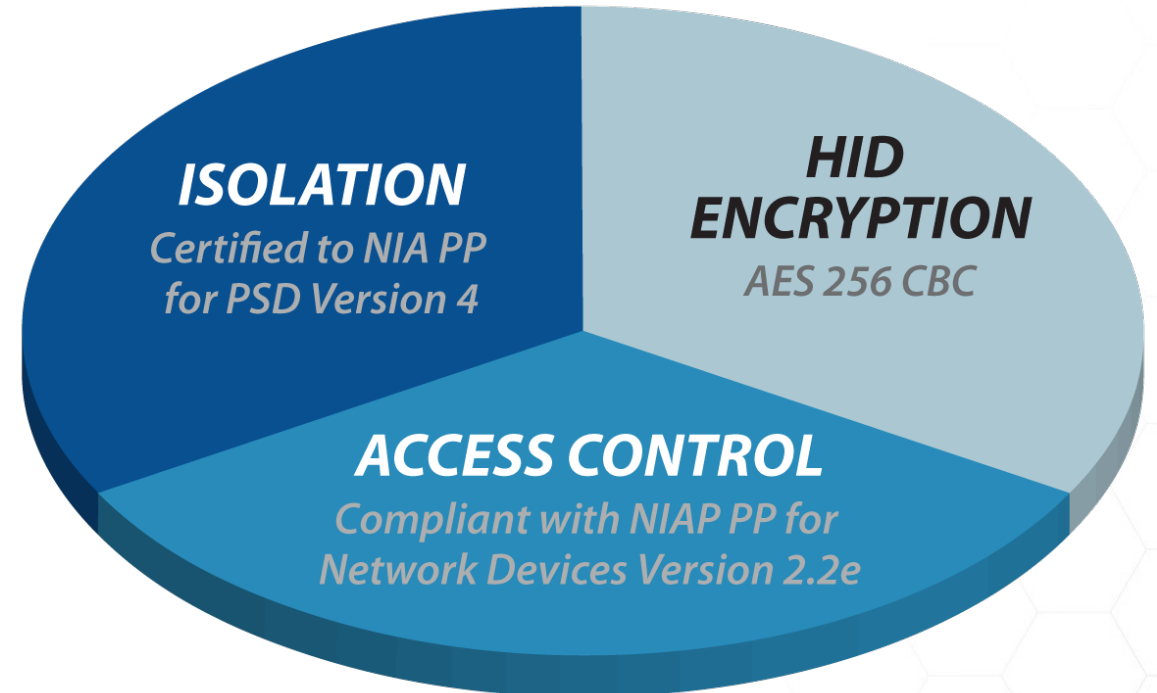 ISOLATION
Certified to NIA PP
for PSD Version 4
HID
ENCRYPTION
AES 256 CBC
ACCESS CONTROL
Compliant with NIAP PP for
Network Devices Version 2.2e